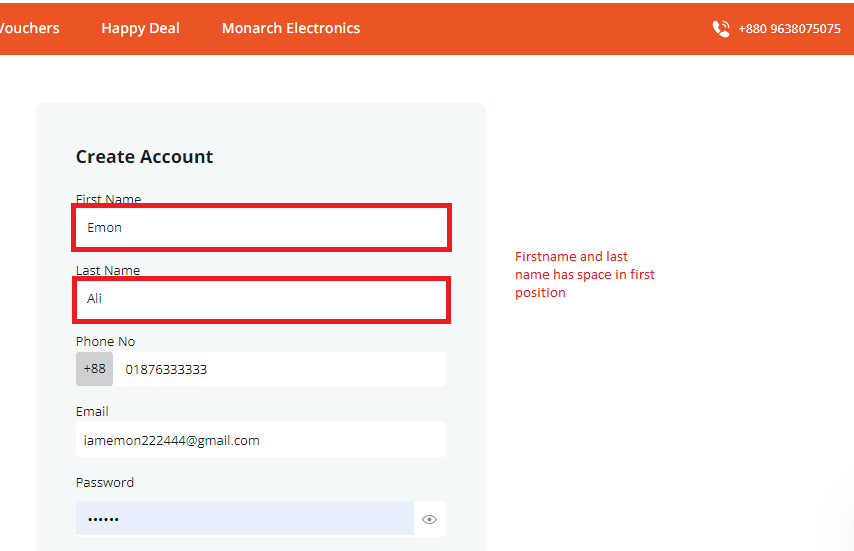 Vouchers Happy Deal Monarch Electronics +880 9638075075
Create Account
First Name
Emon
Last Name
Ali
Firstname and last
name has space in first
position
Phone No
+88 01876333333
Email
iamemon222444@gmail.com
Password
••••••